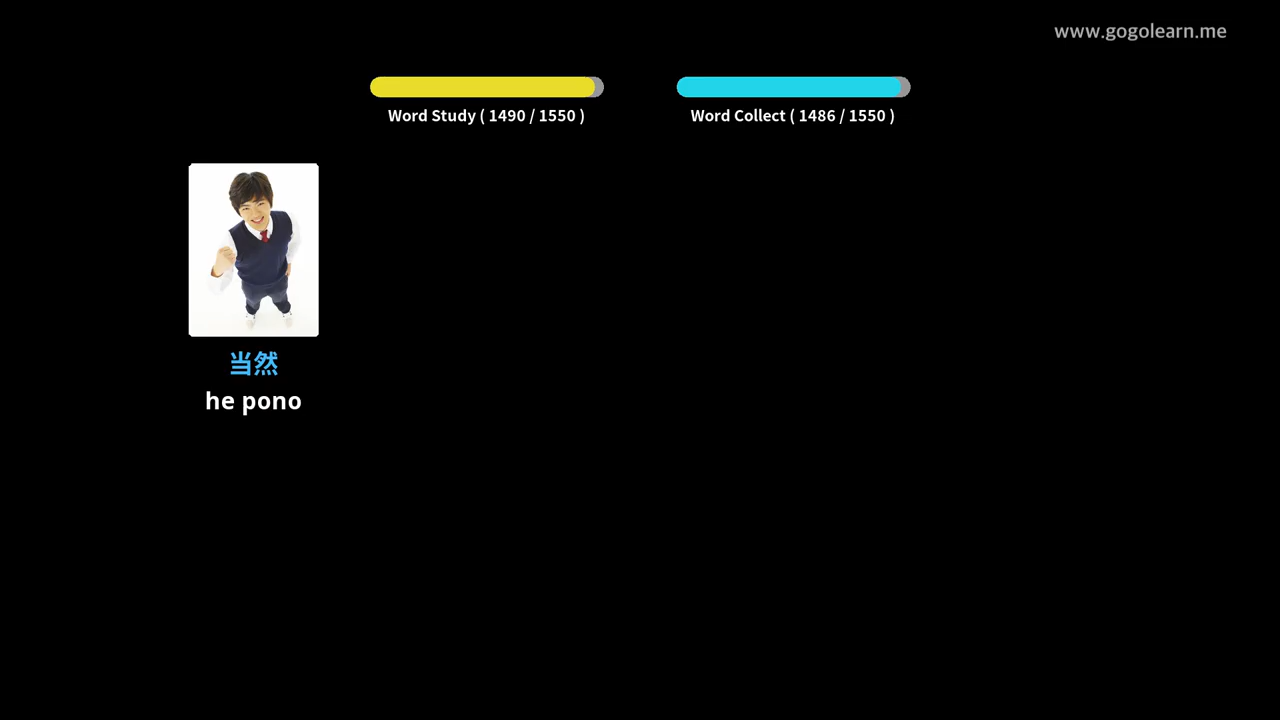 www.gogolearn.me
Word Study ( 1490 / 1550 )
Word Collect ( 1486 / 1550 )
当然
he pono